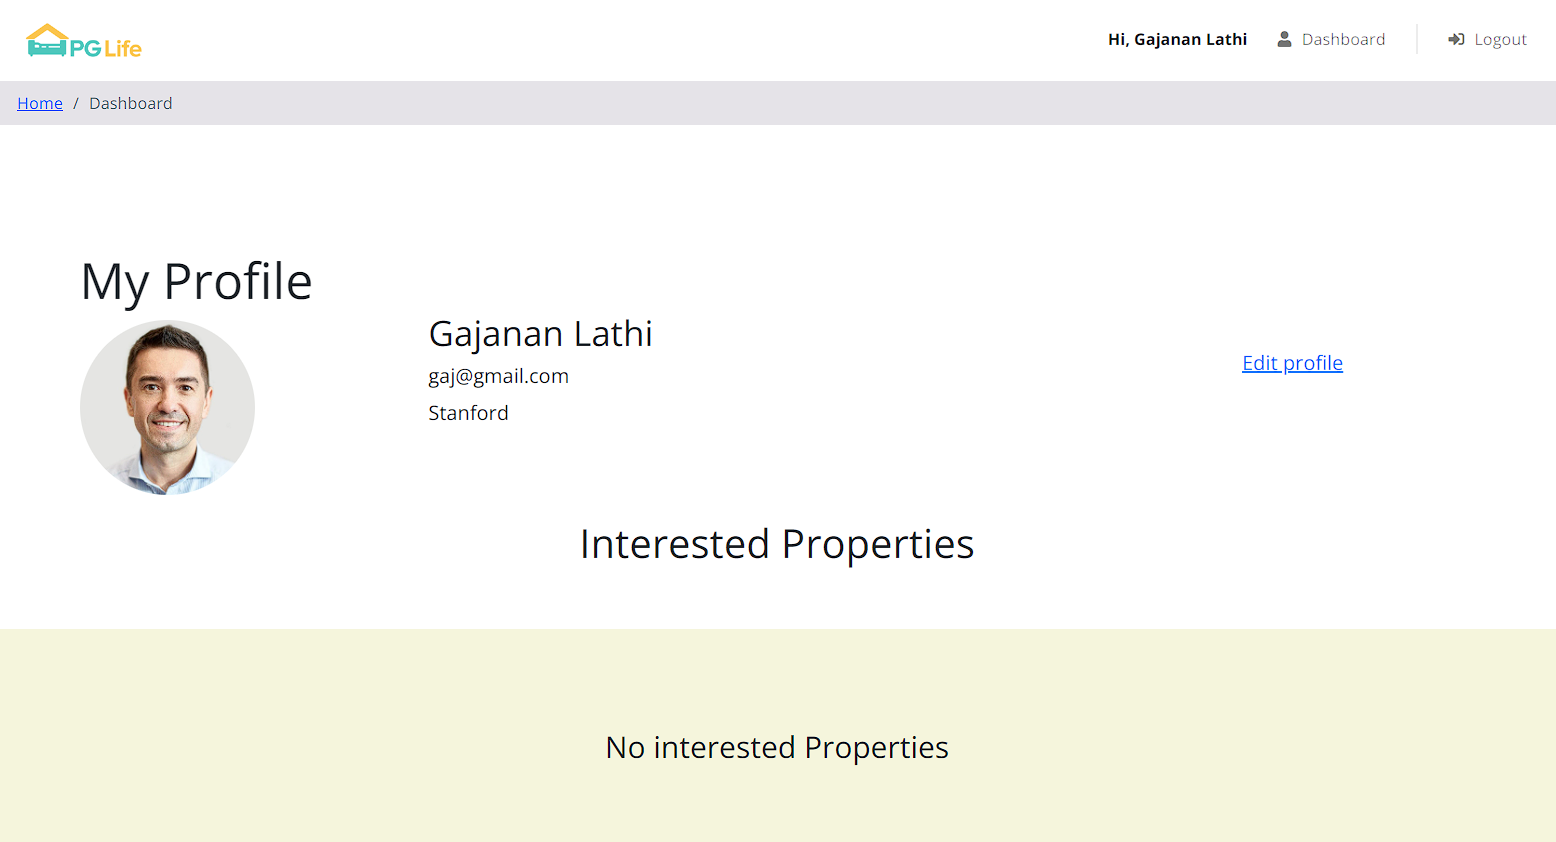 PG Life
Hi, Gajanan Lathi Dashboard Logout
Home / Dashboard
My Profile
Gajanan Lathi
gaj@gmail.com
Stanford
Edit profile
Interested Properties
No interested Properties